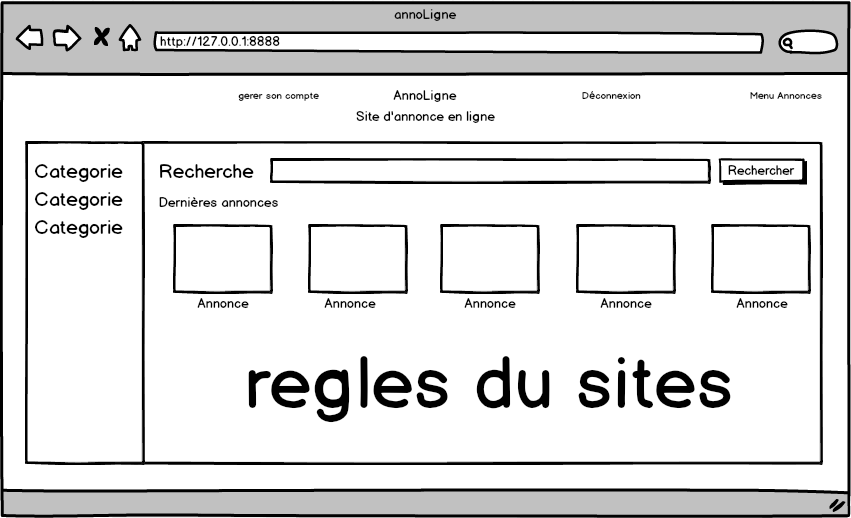 annoLigne
http://127.0.0.1:8888
gerer son compte
AnnoLigne
Déconnexion
Menu Annonces
Site d'annonce en ligne
Categorie
Categorie
Categorie
Recherche
Rechercher
Dernières annonces
Annonce
Annonce
Annonce
Annonce
Annonce
regles du sites